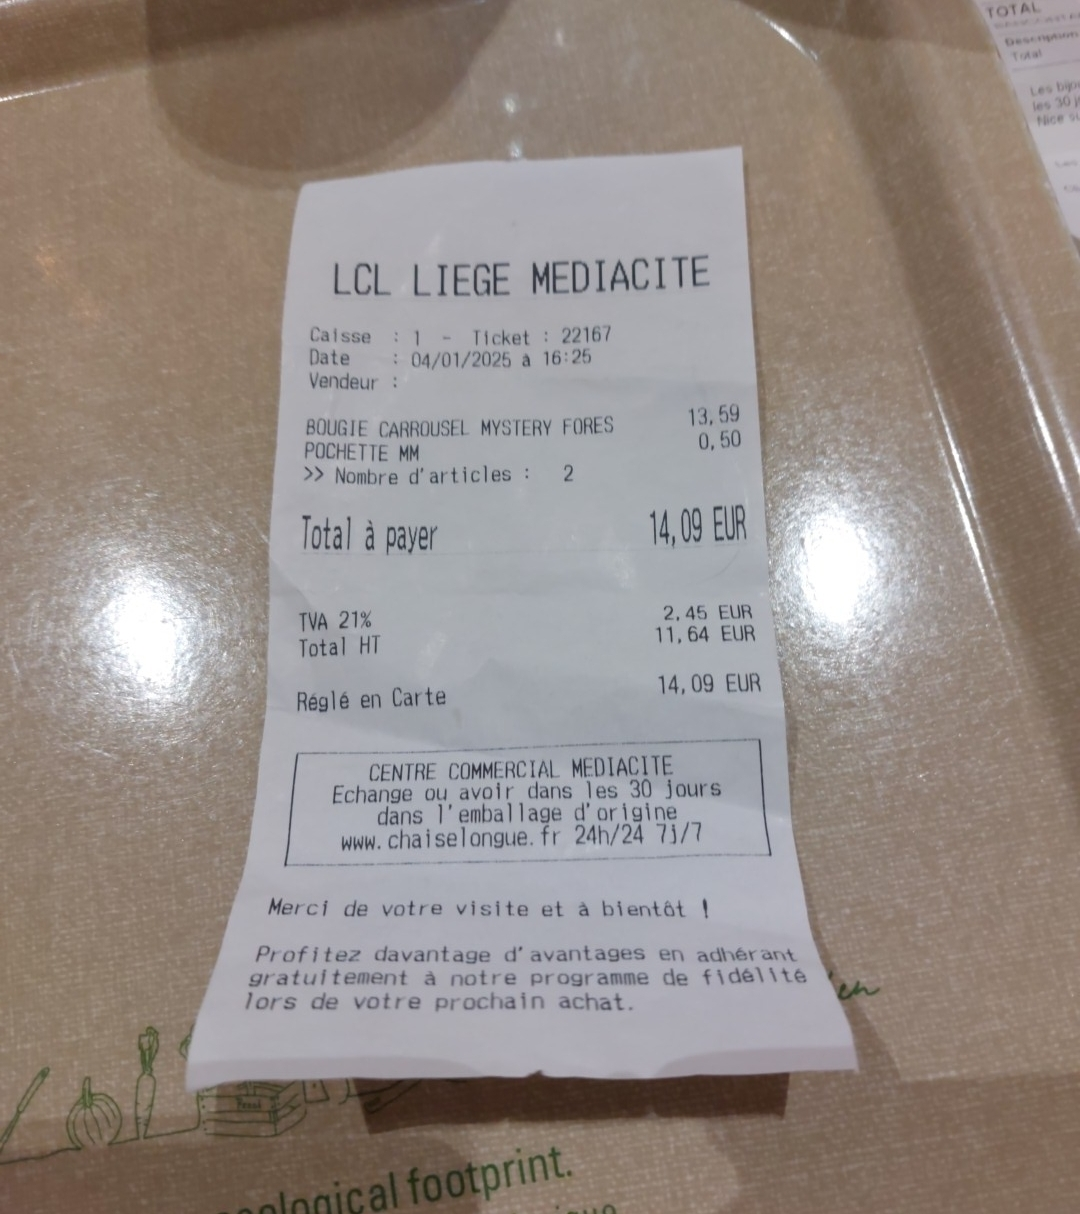 LCL LIEGE MEDIACITE
Caisse : 1 - Ticket : 22167
Date : 04/01/2025 à 16:25
Vendeur :
BOUGIE CARROUSEL MYSTERY FORES 13,59
POCHETTE MM 0,50
>> Nombre d'articles : 2
Total à payer 14,09 EUR
TVA 21% 2,45 EUR
Total HT 11,64 EUR
Réglé en Carte 14,09 EUR
CENTRE COMMERCIAL MEDIACITE
Echange ou avoir dans les 30 jours
dans l'emballage d'origine
www.chaiselongue.fr 24h/24 7j/7
Merci de votre visite et à bientôt !
Profitez davantage d'avantages en adhérant
gratuitement à notre programme de fidélité
lors de votre prochain achat.
footprint.
TOTAL
Description
Total
les 30 j